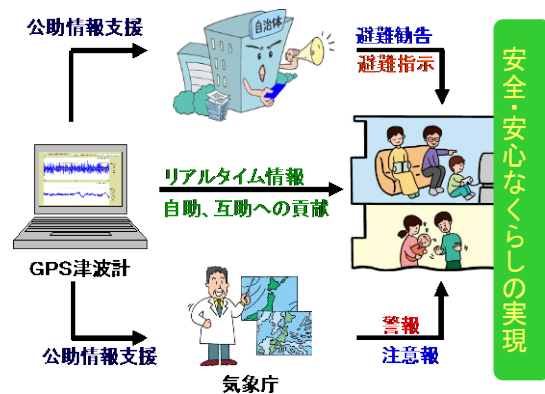 公助情報支援
自治体
避難勧告
避難指示
GPS津波計
リアルタイム情報
自助、互助への貢献
公助情報支援
気象庁
警報
注意報
安全・安心なくらしの実現